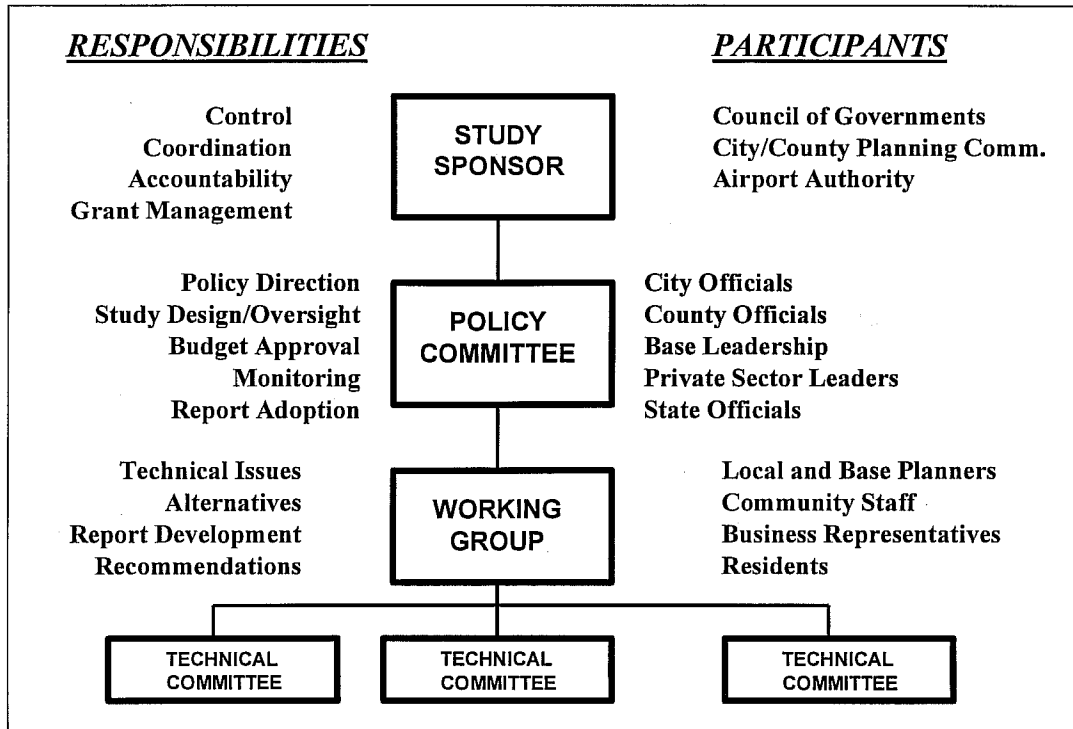 RESPONSIBILITIES
PARTICIPANTS
Control
Coordination
Accountability
Grant Management
STUDY
SPONSOR
Council of Governments
City/County Planning Comm.
Airport Authority
Policy Direction
Study Design/Oversight
Budget Approval
Monitoring
Report Adoption
POLICY
COMMITTEE
City Officials
County Officials
Base Leadership
Private Sector Leaders
State Officials
Technical Issues
Alternatives
Report Development
Recommendations
WORKING
GROUP
Local and Base Planners
Community Staff
Business Representatives
Residents
TECHNICAL
COMMITTEE
TECHNICAL
COMMITTEE
TECHNICAL
COMMITTEE